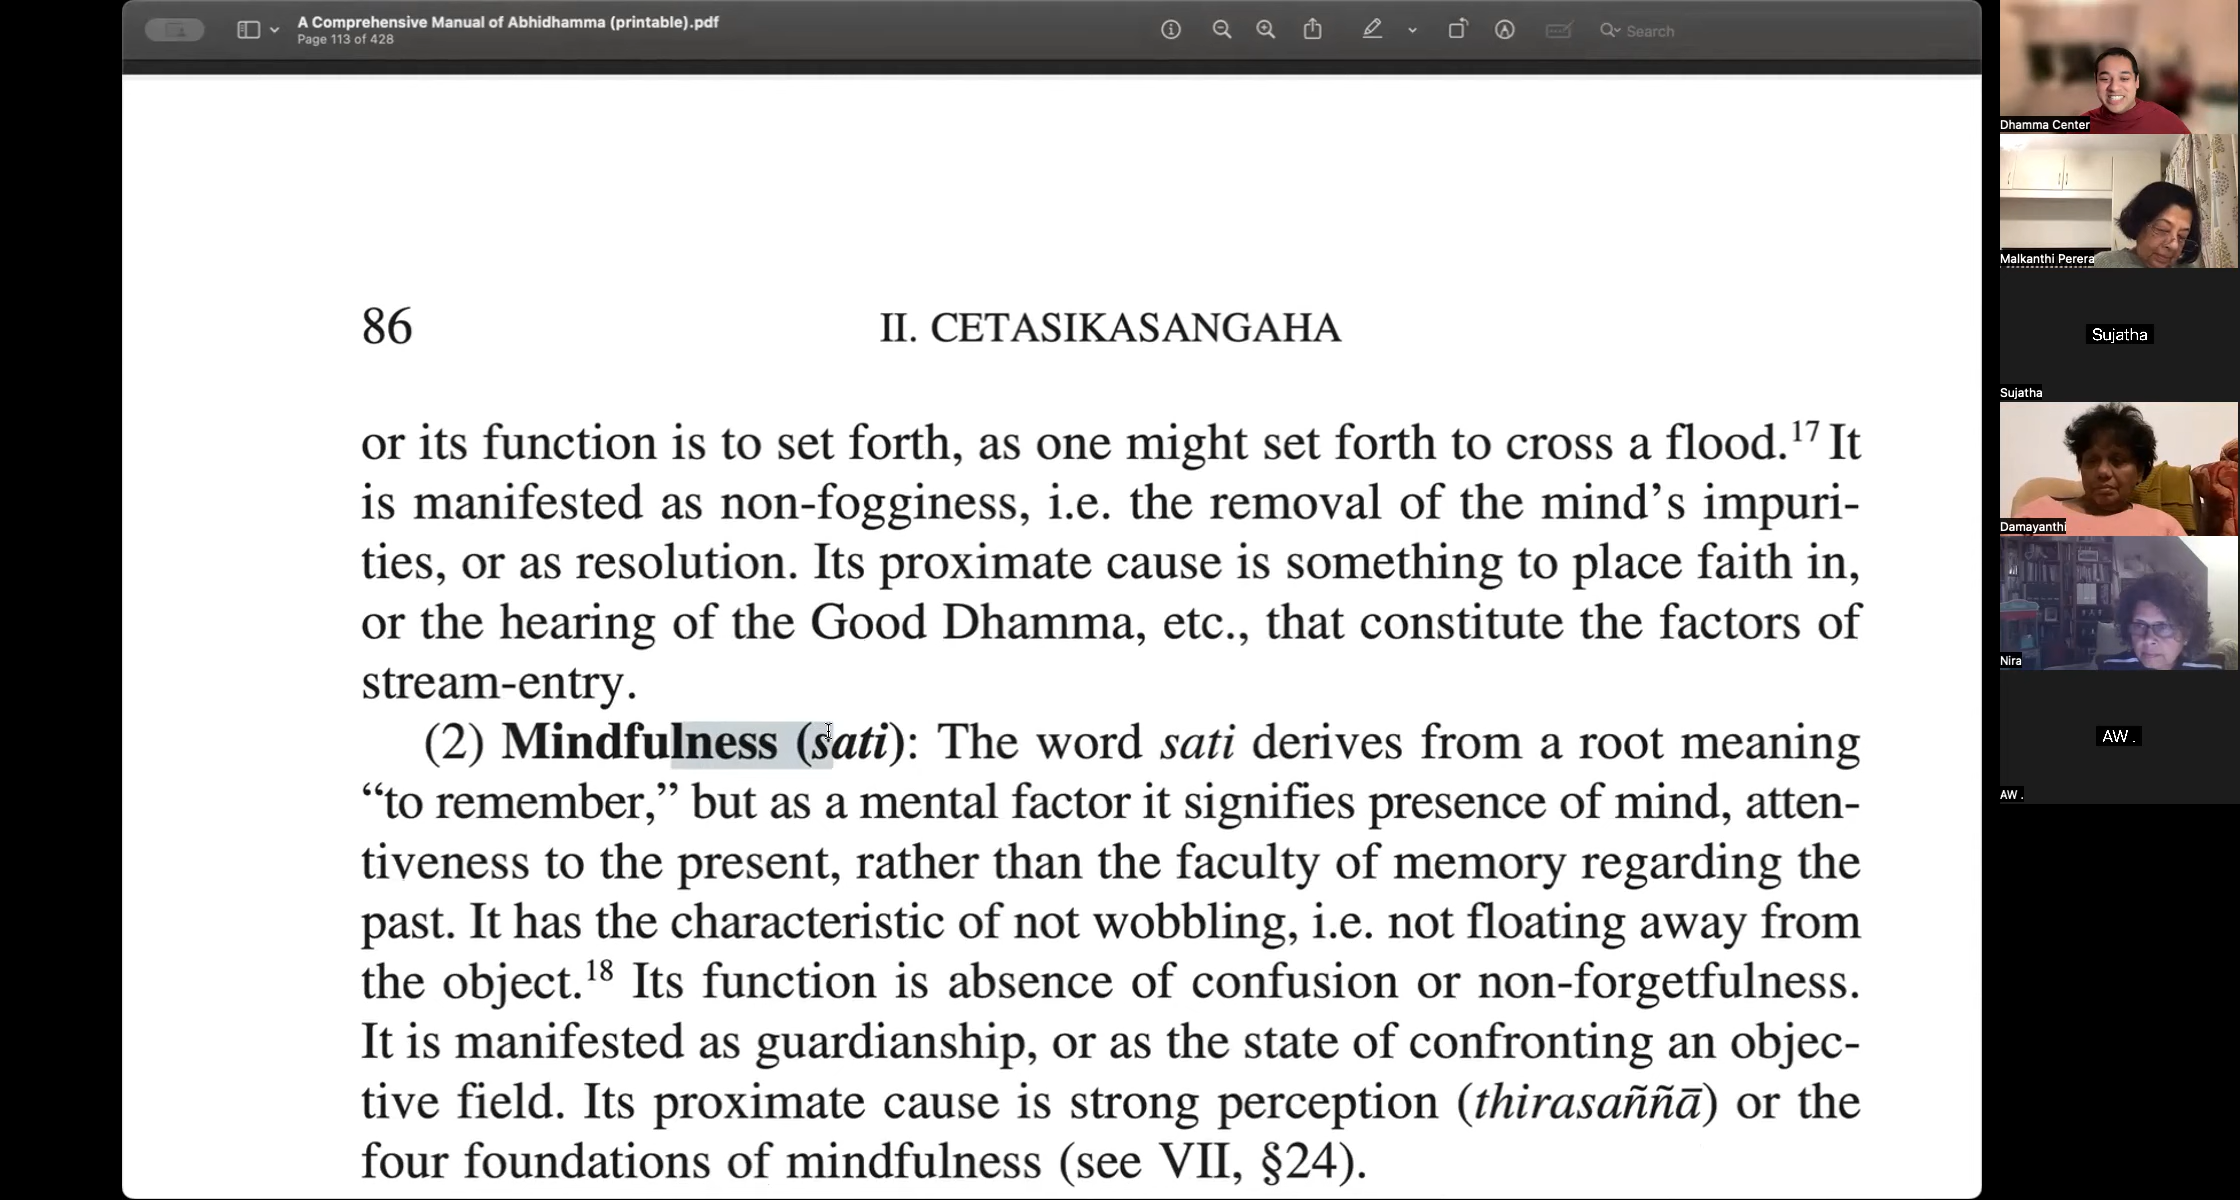 A Comprehensive Manual of Abhidhamma (printable).pdf
Page 113 of 428
Search
86
II. CETASIKASANGAHA
or its function is to set forth, as one might set forth to cross a flood.17 It
is manifested as non-fogginess, i.e. the removal of the mind’s impuri-
ties, or as resolution. Its proximate cause is something to place faith in,
or the hearing of the Good Dhamma, etc., that constitute the factors of
stream-entry.
(2) Mindfulness (sati): The word sati derives from a root meaning
“to remember,” but as a mental factor it signifies presence of mind, atten-
tiveness to the present, rather than the faculty of memory regarding the
past. It has the characteristic of not wobbling, i.e. not floating away from
the object.18 Its function is absence of confusion or non-forgetfulness.
It is manifested as guardianship, or as the state of confronting an objec-
tive field. Its proximate cause is strong perception (thirasaññā) or the
four foundations of mindfulness (see VII, §24).
Dhamma Center
Malkanthi Perera
Sujatha
Sujatha
Damayanthi
Nira
AW .
AW .